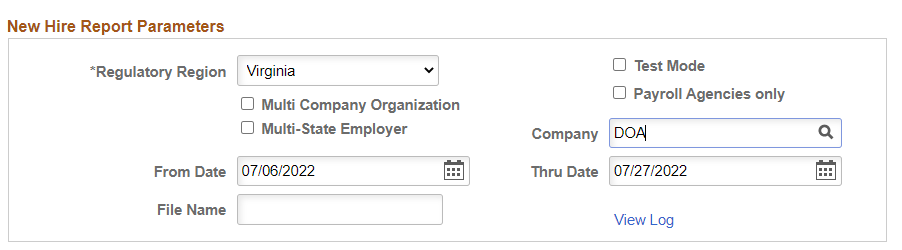 New Hire Report Parameters
*Regulatory Region Virginia Test Mode
Multi Company Organization Payroll Agencies only
Multi-State Employer Company DOA
From Date 07/06/2022 Thru Date 07/27/2022
File Name View Log